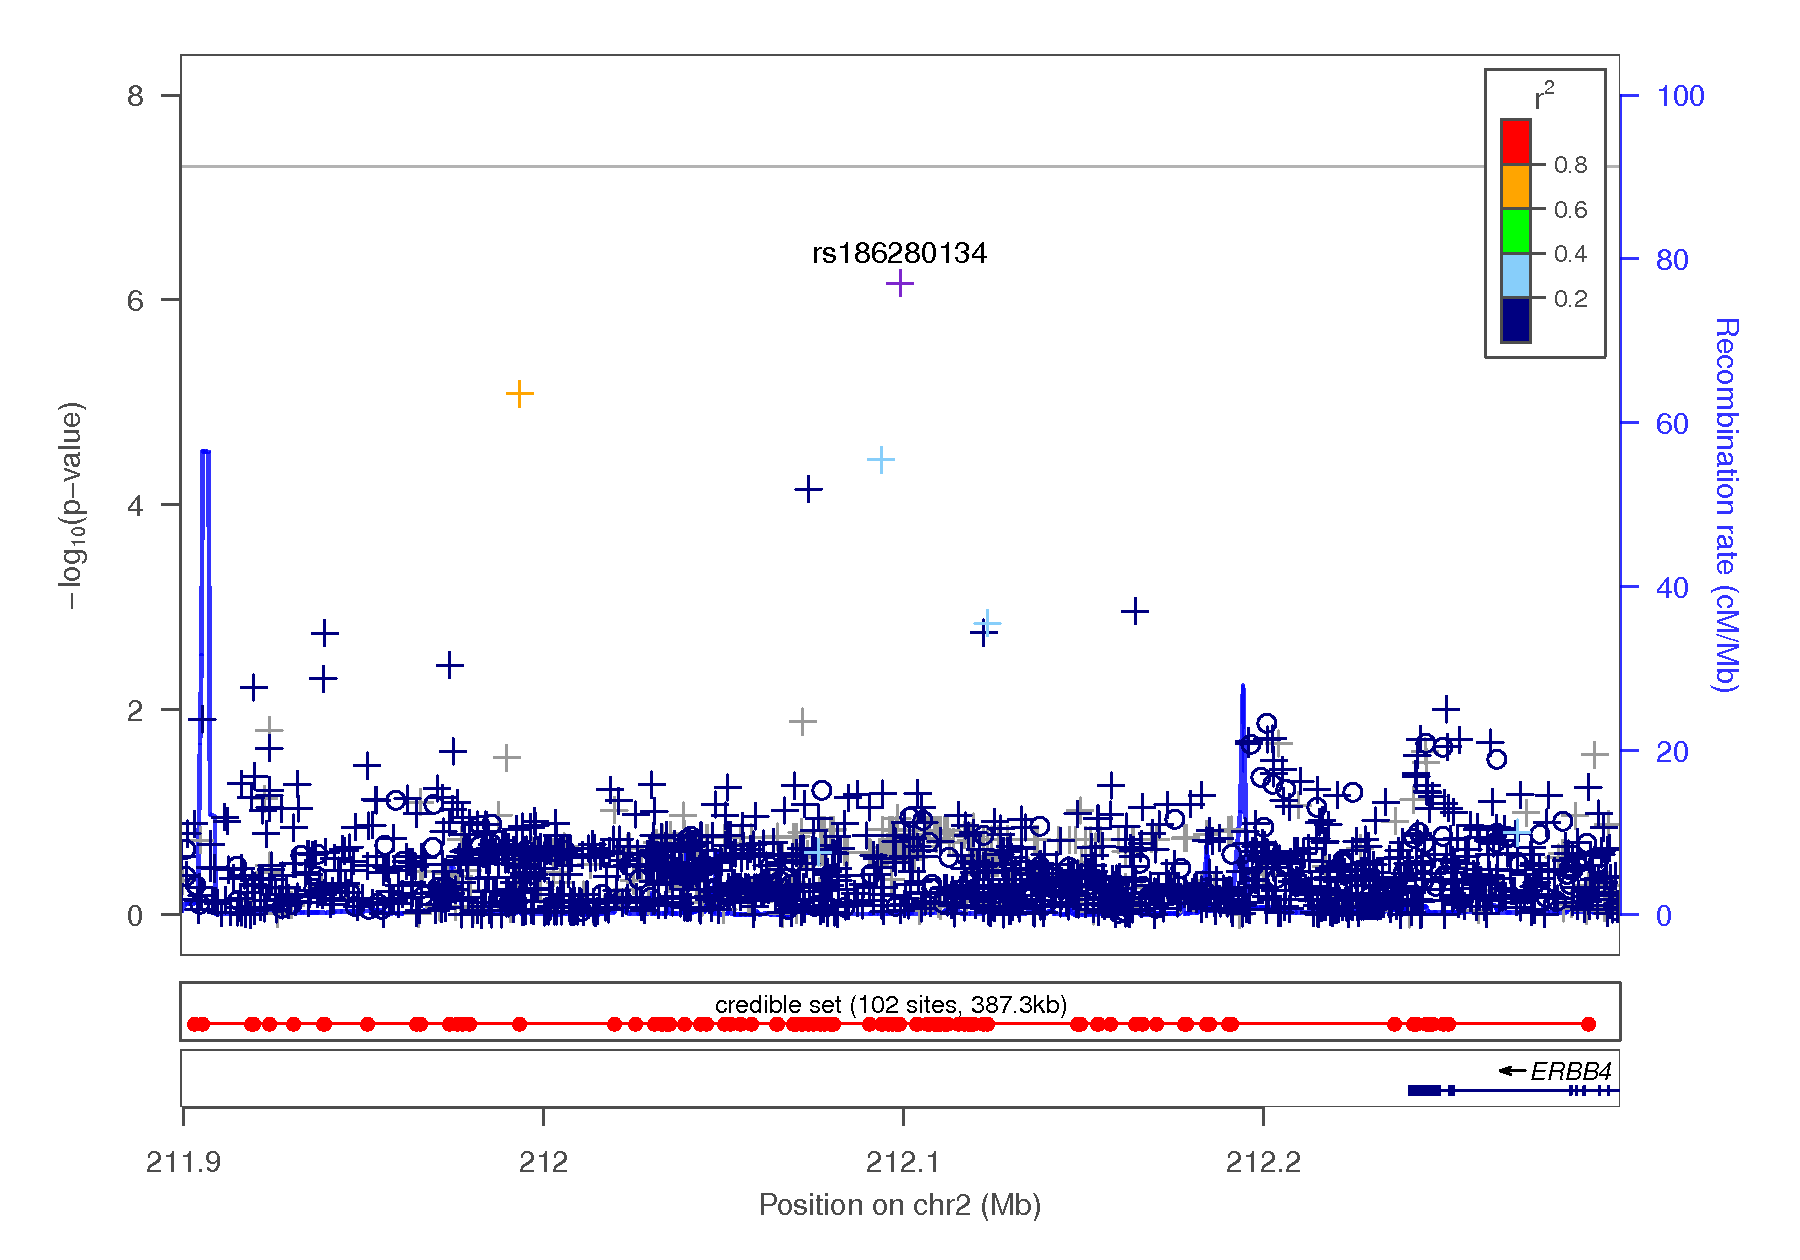 8
6
4
2
0
−log10(p−value)
rs186280134
r2
0.8
0.6
0.4
0.2
100
80
60
40
20
0
Recombination rate (cM/Mb)
credible set (102 sites, 387.3kb)
ERBB4
211.9 212 212.1 212.2
Position on chr2 (Mb)